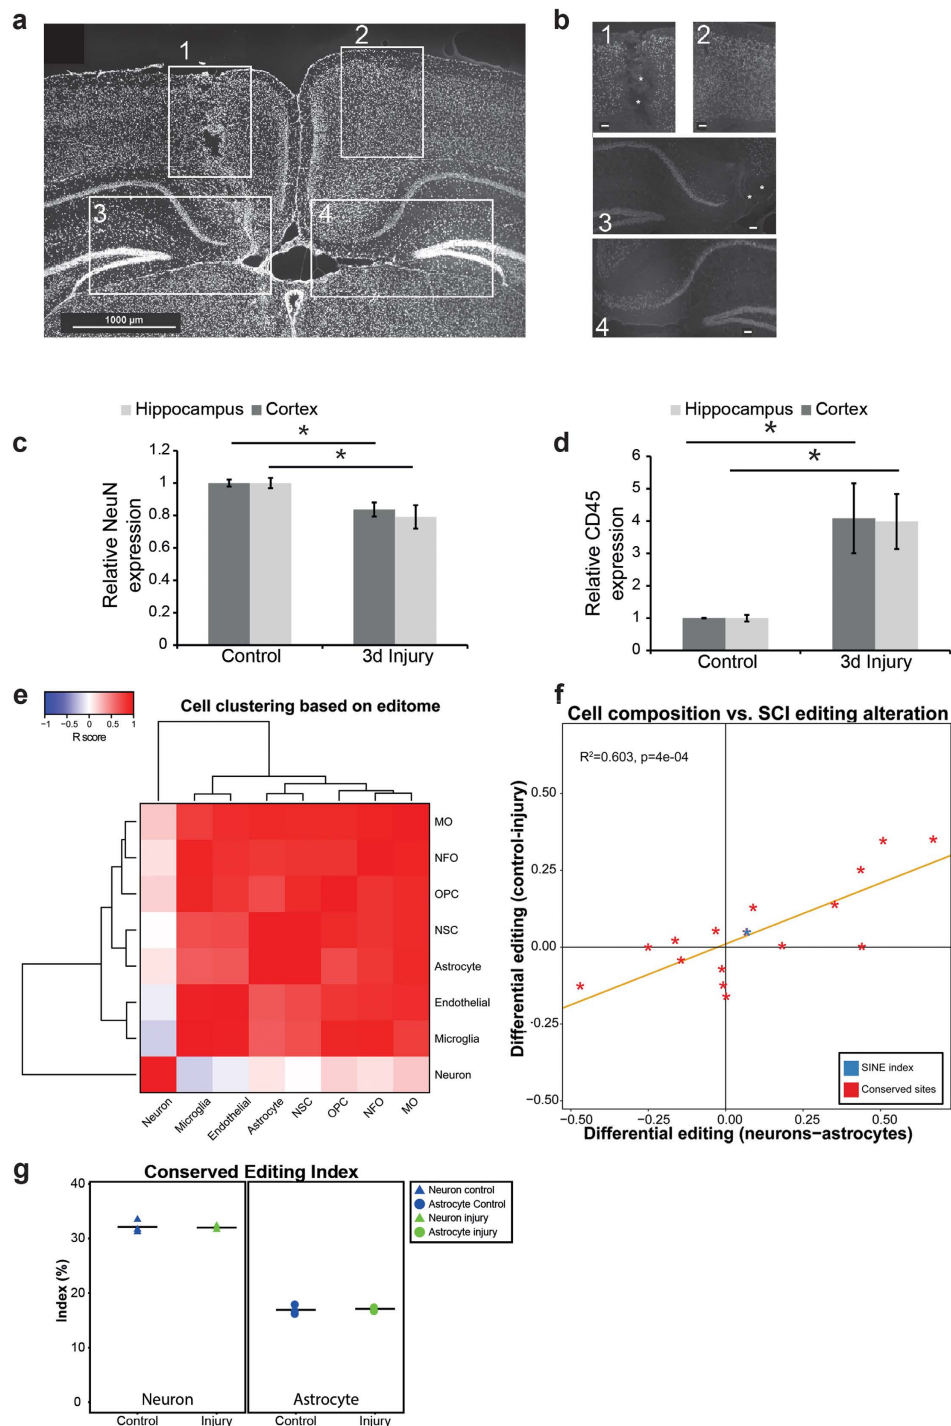 a
b
1
2
3
4
1000 µm
1
2
3
4
Hippocampus Cortex
c
*
*
1.2
1
0.8
0.6
0.4
0.2
0
Relative NeuN
expression
Control 3d Injury
Hippocampus Cortex
d
*
*
6
5
4
3
2
1
0
Relative CD45
expression
Control 3d Injury
e
−1 −0.5 0 0.5 1
R score
Cell clustering based on editome
MO
NFO
OPC
NSC
Astrocyte
Endothelial
Microglia
Neuron
Neuron Microglia Endothelial Astrocyte NSC OPC NFO MO
f
Cell composition vs. SCI editing alteration
R²=0.603, p=4e-04
0.50
0.25
0.00
-0.25
−0.50
Differential editing (control-injury)
SINE index
Conserved sites
−0.50 −0.25 0.00 0.25 0.50
Differential editing (neurons−astrocytes)
g
Conserved Editing Index
40
30
20
10
0
Index (%)
Neuron control
Astrocyte Control
Neuron injury
Astrocyte injury
Neuron Astrocyte
Control Injury Control Injury